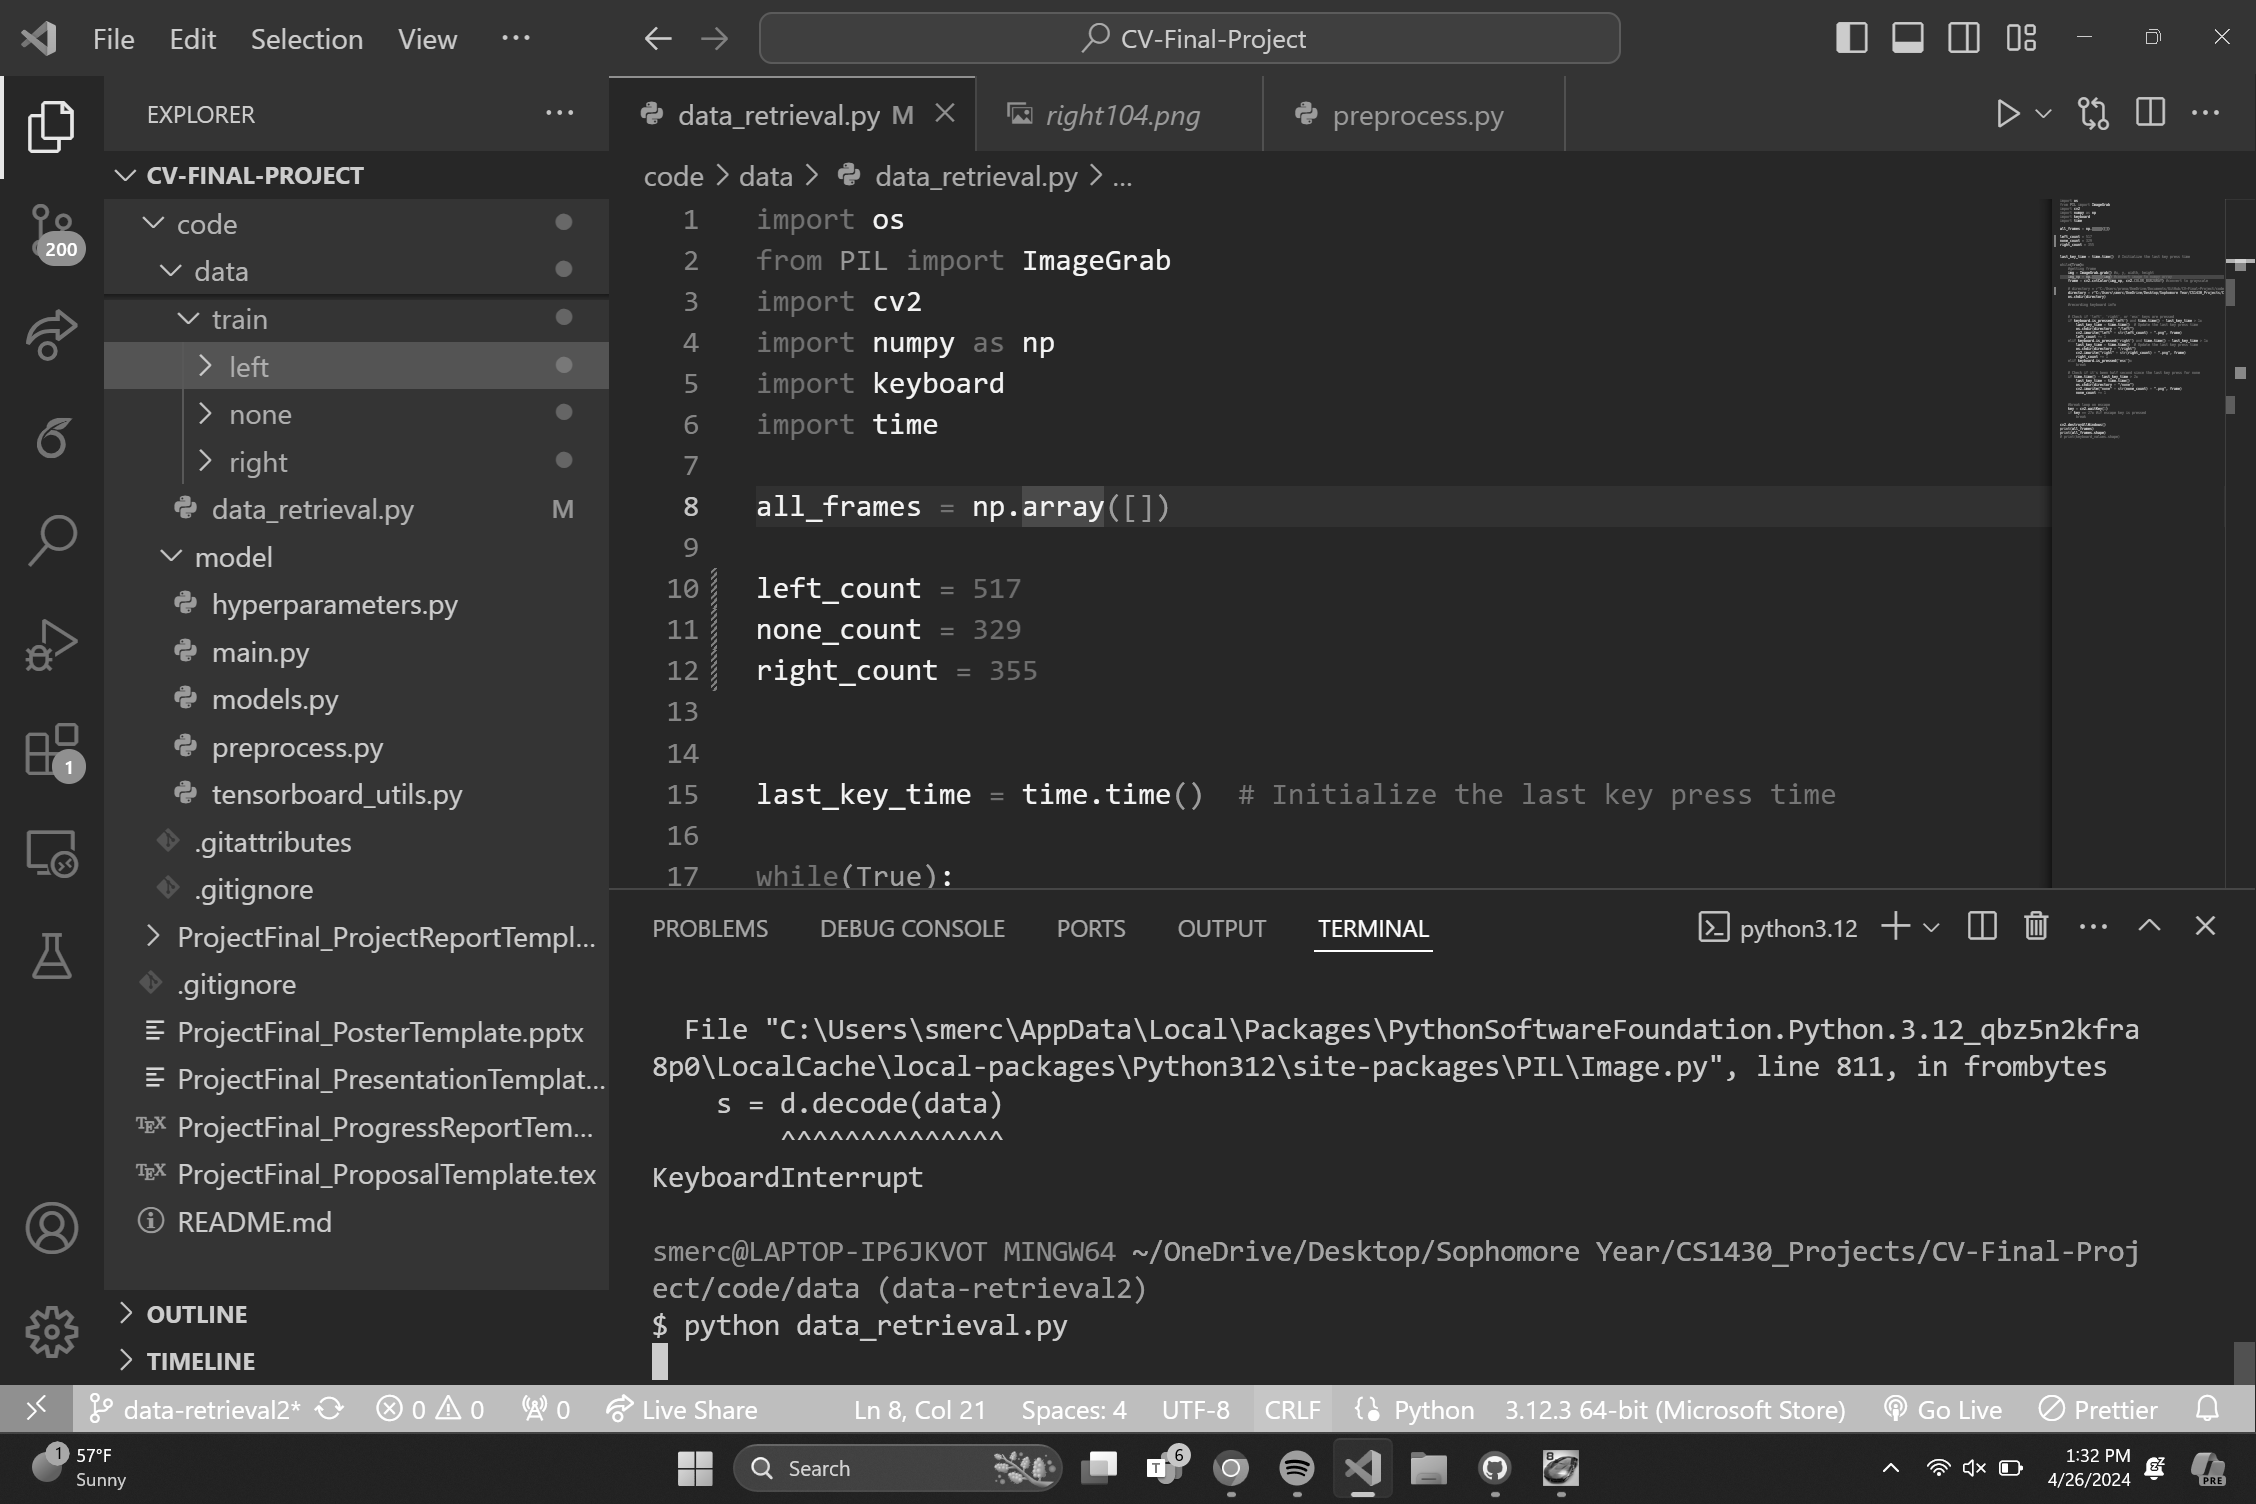 File Edit Selection View ...
CV-Final-Project
EXPLORER
CV-FINAL-PROJECT
code
data
train
left
none
right
data_retrieval.py M
model
hyperparameters.py
main.py
models.py
preprocess.py
tensorboard_utils.py
.gitattributes
.gitignore
ProjectFinal_ProjectReportTempl...
.gitignore
ProjectFinal_PosterTemplate.pptx
ProjectFinal_PresentationTemplat...
TEX ProjectFinal_ProgressReportTem...
TEX ProjectFinal_ProposalTemplate.tex
README.md
OUTLINE
TIMELINE
200
1
data_retrieval.py M
right104.png
preprocess.py
code > data > data_retrieval.py > ...
1 import os
2 from PIL import ImageGrab
3 import cv2
4 import numpy as np
5 import keyboard
6 import time
7
8 all_frames = np.array([])
9
10 left_count = 517
11 none_count = 329
12 right_count = 355
13
14
15 last_key_time = time.time()  # Initialize the last key press time
16
17 while(True):
PROBLEMS DEBUG CONSOLE PORTS OUTPUT TERMINAL
python3.12
File "C:\Users\smerc\AppData\Local\Packages\PythonSoftwareFoundation.Python.3.12_qbz5n2kfra
8p0\LocalCache\local-packages\Python312\site-packages\PIL\Image.py", line 811, in frombytes
s = d.decode(data)
^^^^^^^^^^^^^^
KeyboardInterrupt
smerc@LAPTOP-IP6JKVOT MINGW64 ~/OneDrive/Desktop/Sophomore Year/CS1430_Projects/CV-Final-Proj
ect/code/data (data-retrieval2)
$ python data_retrieval.py
data-retrieval2* 0 0 0 Live Share Ln 8, Col 21 Spaces: 4 UTF-8 CRLF Python 3.12.3 64-bit (Microsoft Store) Go Live Prettier
1 57°F
Sunny
Search
6
1:32 PM
4/26/2024
PRE